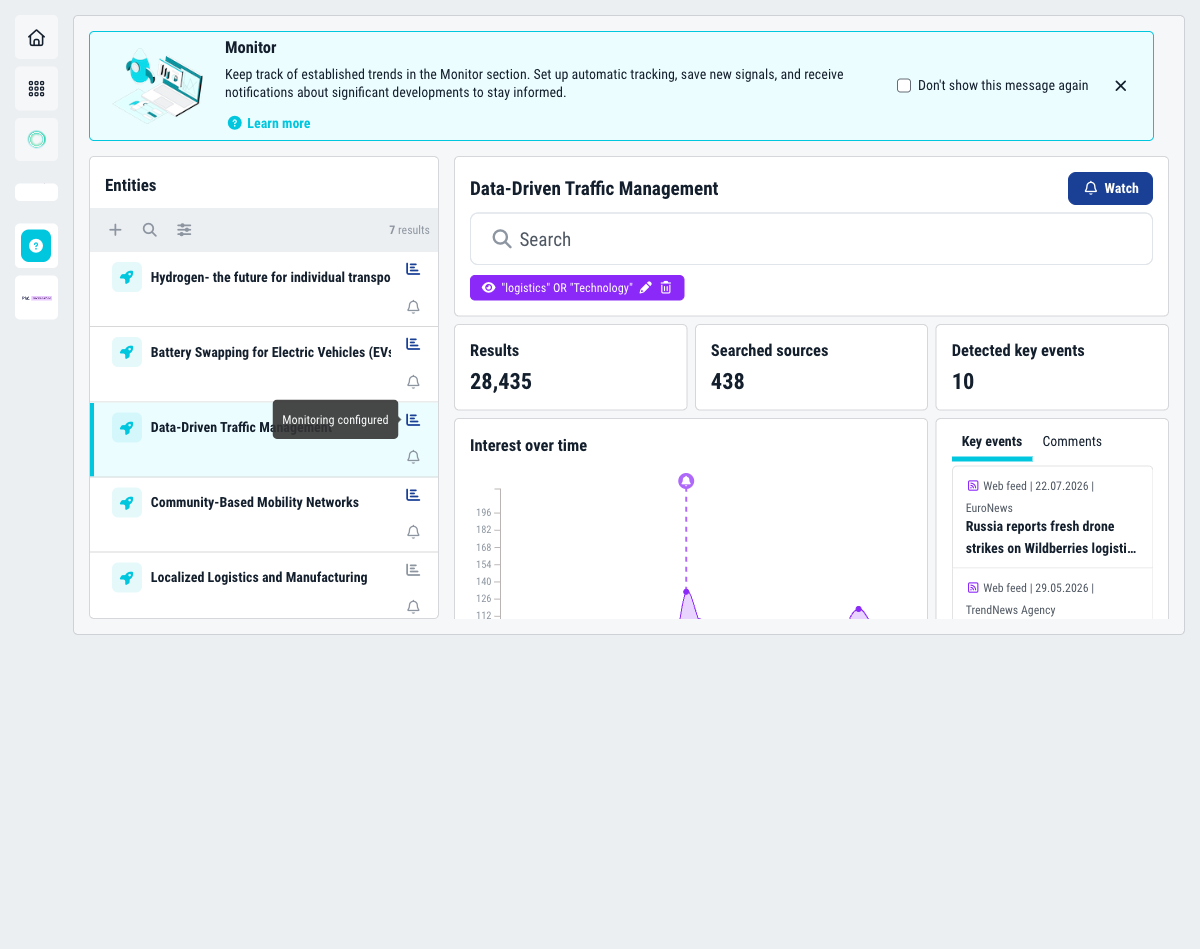 Monitor
Keep track of established trends in the Monitor section. Set up automatic tracking, save new signals, and receive
notifications about significant developments to stay informed.
Learn more
Don't show this message again
Entities
7 results
Hydrogen- the future for individual transpo
Battery Swapping for Electric Vehicles (EVs
Data-Driven Traffic Management
Monitoring configured
Community-Based Mobility Networks
Localized Logistics and Manufacturing
Data-Driven Traffic Management
Watch
Search
"logistics" OR "Technology"
Results
28,435
Searched sources
438
Detected key events
10
Interest over time
196
182
168
154
140
126
112
Key events
Comments
Web feed | 22.07.2026 |
EuroNews
Russia reports fresh drone
strikes on Wildberries logisti...
Web feed | 29.05.2026 |
TrendNews Agency